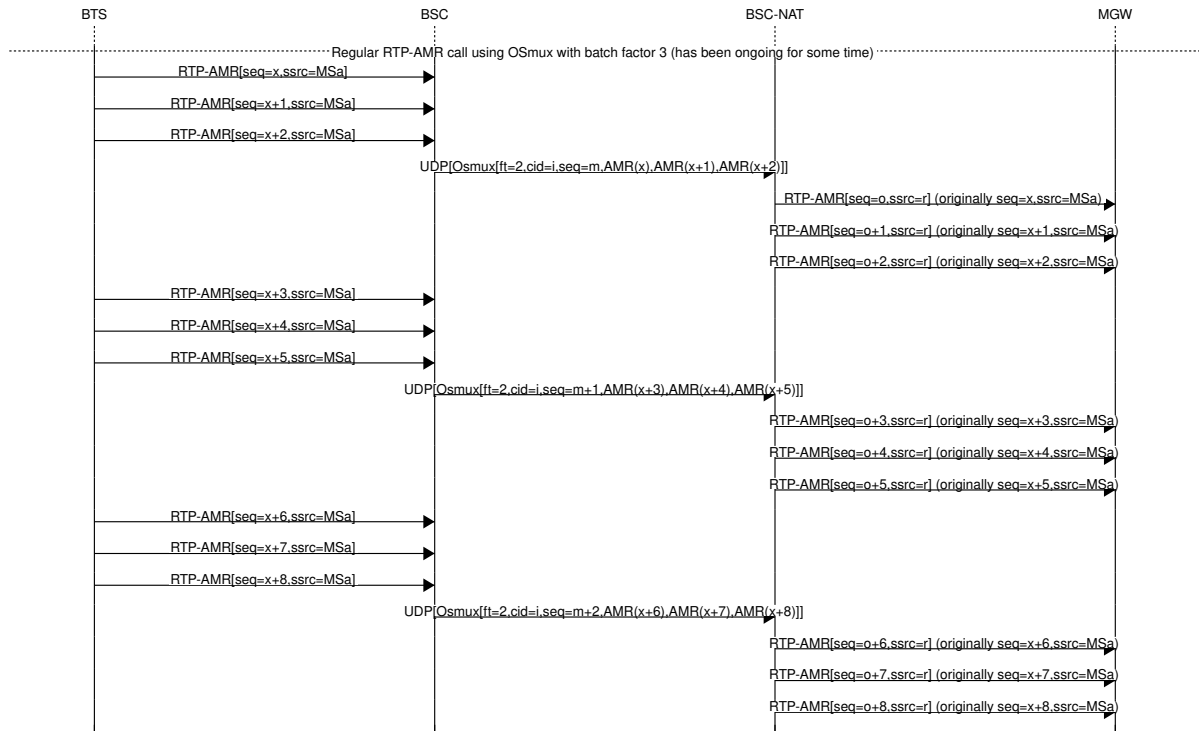 BTS BSC BSC-NAT MGW
Regular RTP-AMR call using OSmux with batch factor 3 (has been ongoing for some time)
RTP-AMR[seq=x,ssrc=MSa]
RTP-AMR[seq=x+1,ssrc=MSa]
RTP-AMR[seq=x+2,ssrc=MSa]
UDP[Osmux[ft=2,cid=i,seq=m,AMR(x),AMR(x+1),AMR(x+2)]]
RTP-AMR[seq=o,ssrc=r] (originally seq=x,ssrc=MSa)
RTP-AMR[seq=o+1,ssrc=r] (originally seq=x+1,ssrc=MSa)
RTP-AMR[seq=o+2,ssrc=r] (originally seq=x+2,ssrc=MSa)
RTP-AMR[seq=x+3,ssrc=MSa]
RTP-AMR[seq=x+4,ssrc=MSa]
RTP-AMR[seq=x+5,ssrc=MSa]
UDP[Osmux[ft=2,cid=i,seq=m+1,AMR(x+3),AMR(x+4),AMR(x+5)]]
RTP-AMR[seq=o+3,ssrc=r] (originally seq=x+3,ssrc=MSa)
RTP-AMR[seq=o+4,ssrc=r] (originally seq=x+4,ssrc=MSa)
RTP-AMR[seq=o+5,ssrc=r] (originally seq=x+5,ssrc=MSa)
RTP-AMR[seq=x+6,ssrc=MSa]
RTP-AMR[seq=x+7,ssrc=MSa]
RTP-AMR[seq=x+8,ssrc=MSa]
UDP[Osmux[ft=2,cid=i,seq=m+2,AMR(x+6),AMR(x+7),AMR(x+8)]]
RTP-AMR[seq=o+6,ssrc=r] (originally seq=x+6,ssrc=MSa)
RTP-AMR[seq=o+7,ssrc=r] (originally seq=x+7,ssrc=MSa)
RTP-AMR[seq=o+8,ssrc=r] (originally seq=x+8,ssrc=MSa)